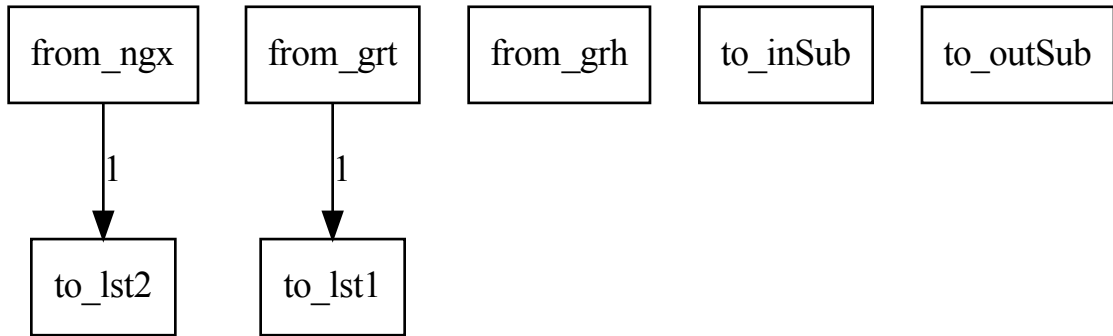 from_ngx
from_grt
from_grh
to_inSub
to_outSub
1
1
to_lst2
to_lst1